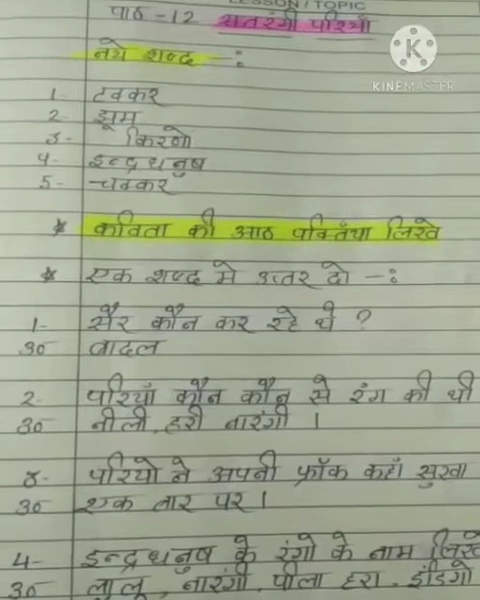 LESSON / TOPIC
पाठ - 12 सतरंगी परियाँ
KINEMASTER
नये शब्द -:
1- टक्कर
2- झूम
3- किरणो
4- इन्द्रधनुष
5- चक्कर
* कविता की आठ पंक्तिंया लिखे
* एक शब्द मे उत्तर दो -:
1- सैर कौन कर रहे थे ?
उ० बादल
2- परियाँ कौन कौन से रंग की थी
उ० नीली, हरी नारंगी ।
3- परियो ने अपनी फ्रॉक कहाँ सुखा
उ० एक तार पर ।
4- इन्द्रधनुष के रंगो के नाम लिखे
उ० लाल, नारंगी, पीला हरा, इंडिगो